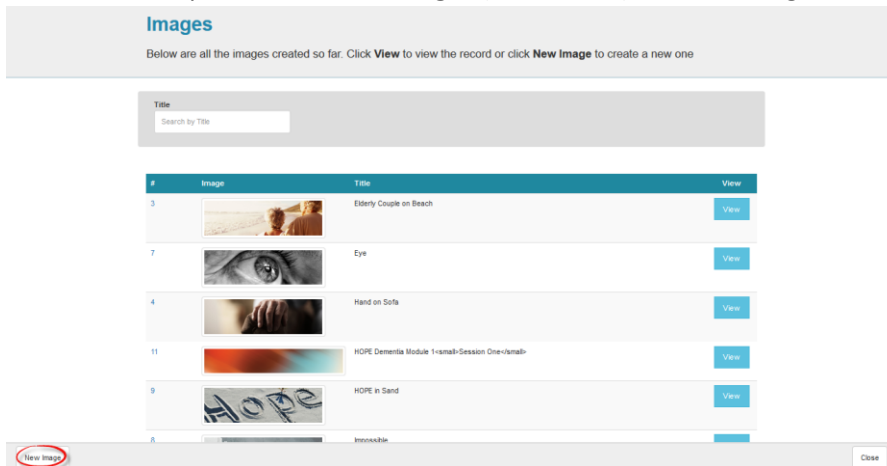 Images
Below are all the images created so far. Click View to view the record or click New Image to create a new one
Title
Search by Title
# Image Title View
3 Elderly Couple on Beach View
7 Eye View
4 Hand on Sofa View
11 HOPE Dementia Module 1<small>Session One</small> View
9 Hope HOPE in Sand View
8 Impossible
New Image Close